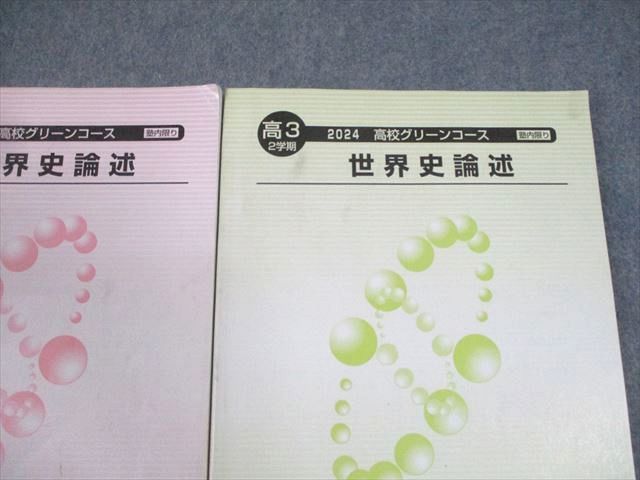 高校グリーンコース 塾内限り
界史論述
高3
2学期
2024 高校グリーンコース 塾内限り
世界史論述